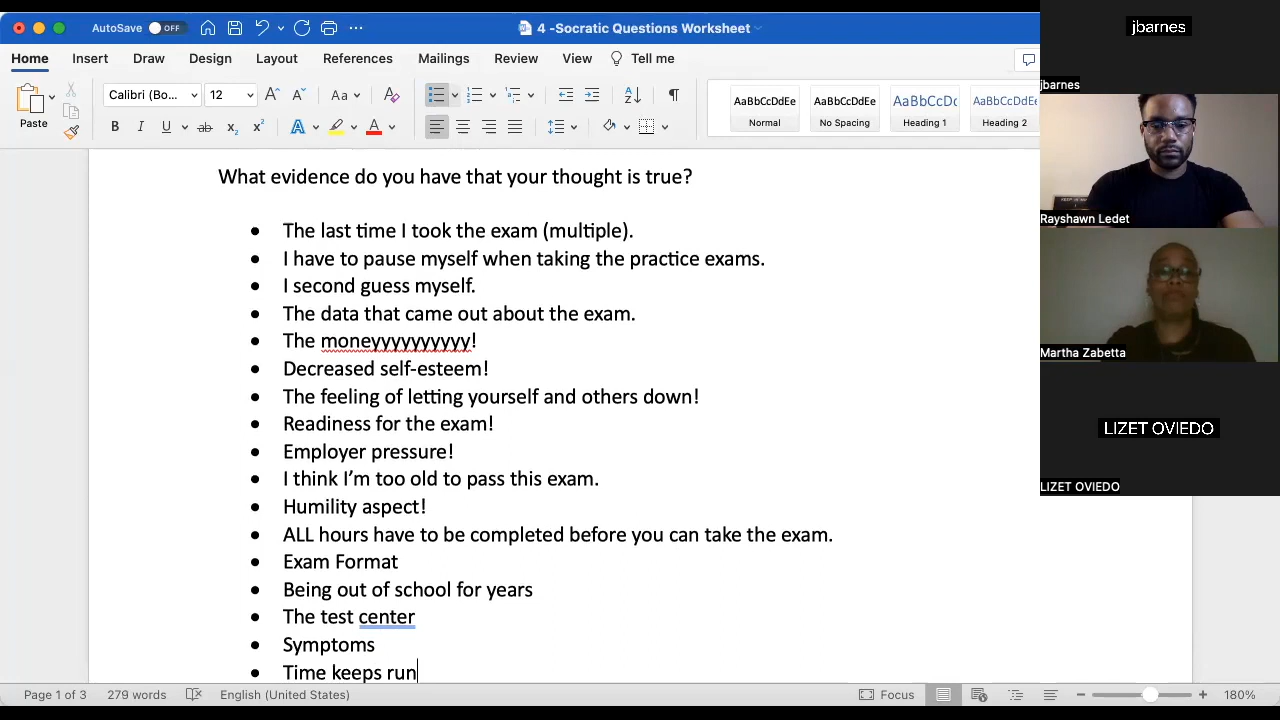 AutoSave OFF
4 -Socratic Questions Worksheet
Home Insert Draw Design Layout References Mailings Review View Tell me
Paste
Calibri (Bo... 12
AaBbCcDdEe AaBbCcDdEe AaBbCcDc AaBbCcDdEe
Normal No Spacing Heading 1 Heading 2
What evidence do you have that your thought is true?
• The last time I took the exam (multiple).
• I have to pause myself when taking the practice exams.
• I second guess myself.
• The data that came out about the exam.
• The moneyyyyyyyyyy!
• Decreased self-esteem!
• The feeling of letting yourself and others down!
• Readiness for the exam!
• Employer pressure!
• I think I’m too old to pass this exam.
• Humility aspect!
• ALL hours have to be completed before you can take the exam.
• Exam Format
• Being out of school for years
• The test center
• Symptoms
• Time keeps run
Page 1 of 3 279 words English (United States) Focus 180%
jbarnes
jbarnes
Rayshawn Ledet
Martha Zabetta
LIZET OVIEDO
LIZET OVIEDO